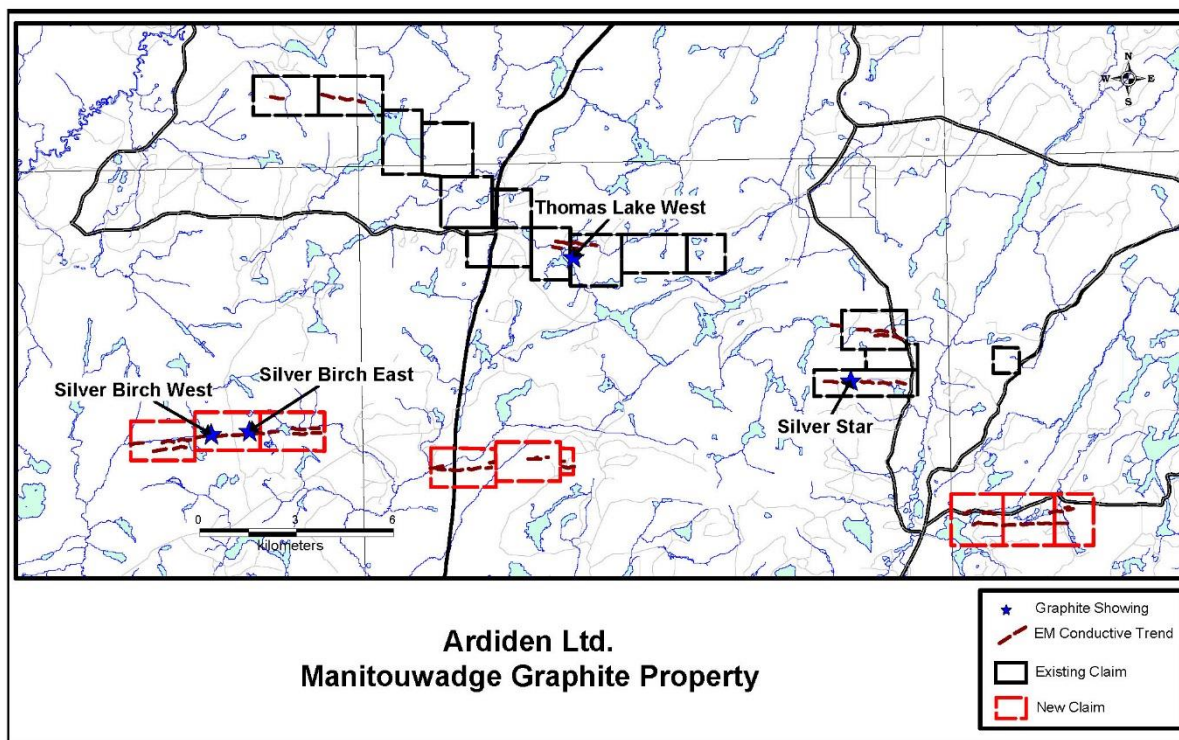 N
W E
S
Thomas Lake West
Silver Birch West
Silver Birch East
Silver Star
0 3 6
kilometers
Ardiden Ltd.
Manitouwadge Graphite Property
Graphite Showing
EM Conductive Trend
Existing Claim
New Claim